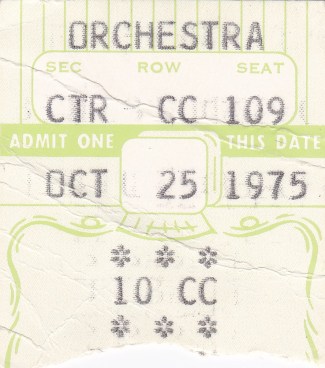 ORCHESTRA
SEC ROW SEAT
CTR CC 109
ADMIT ONE THIS DATE
OCT 25 1975
* * *
10 CC
* * *